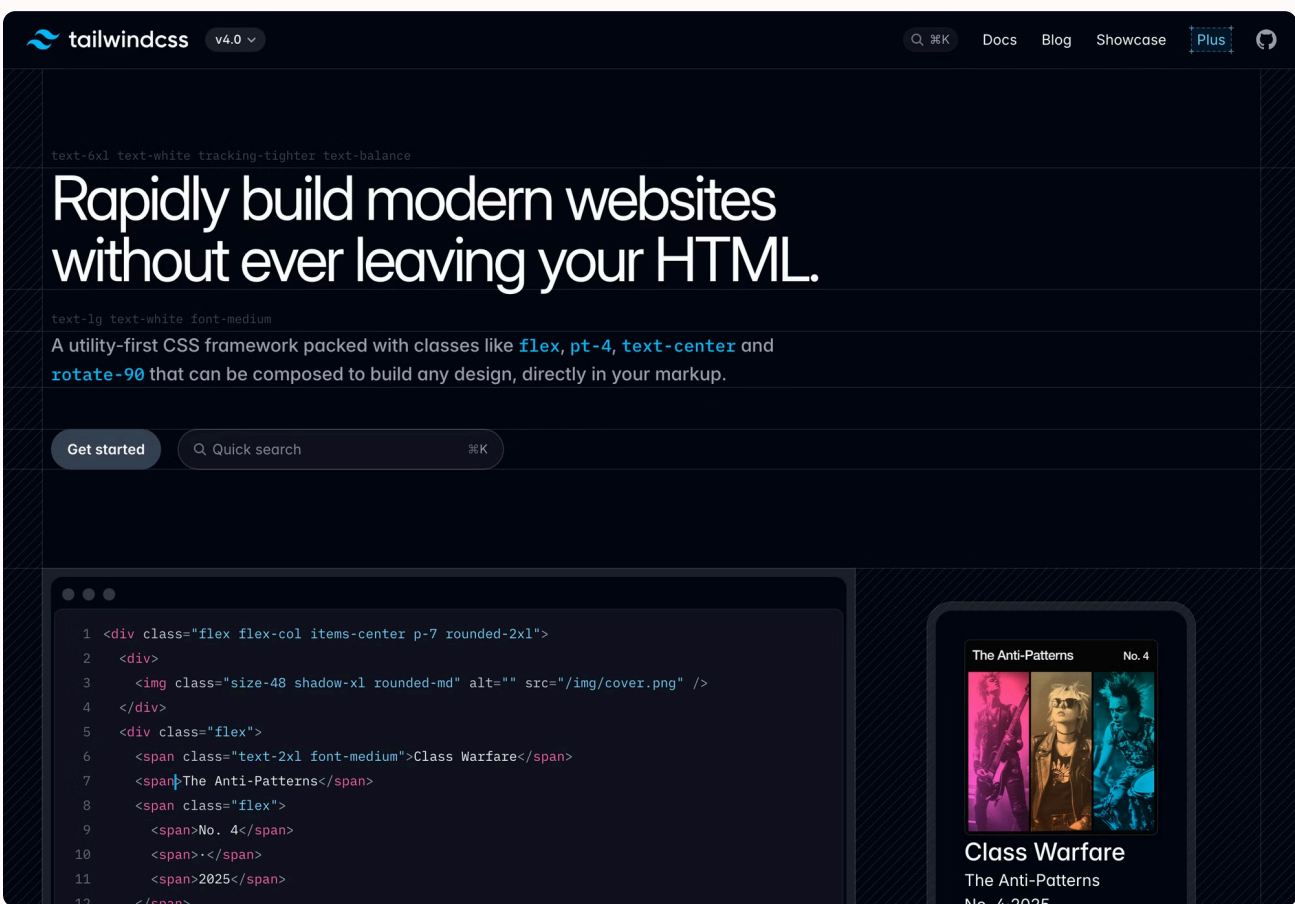 tailwindcss v4.0 ⌘K Docs Blog Showcase Plus
text-6xl text-white tracking-tighter text-balance
Rapidly build modern websites
without ever leaving your HTML.
text-lg text-white font-medium
A utility-first CSS framework packed with classes like flex, pt-4, text-center and
rotate-90 that can be composed to build any design, directly in your markup.
Get started Quick search ⌘K
1 <div class="flex flex-col items-center p-7 rounded-2xl">
2 <div>
3 <img class="size-48 shadow-xl rounded-md" alt="" src="/img/cover.png" />
4 </div>
5 <div class="flex">
6 <span class="text-2xl font-medium">Class Warfare</span>
7 <span>The Anti-Patterns</span>
8 <span class="flex">
9 <span>No. 4</span>
10 <span>·</span>
11 <span>2025</span>
12 </span>
The Anti-Patterns No. 4
Class Warfare
The Anti-Patterns
No. 4 2025